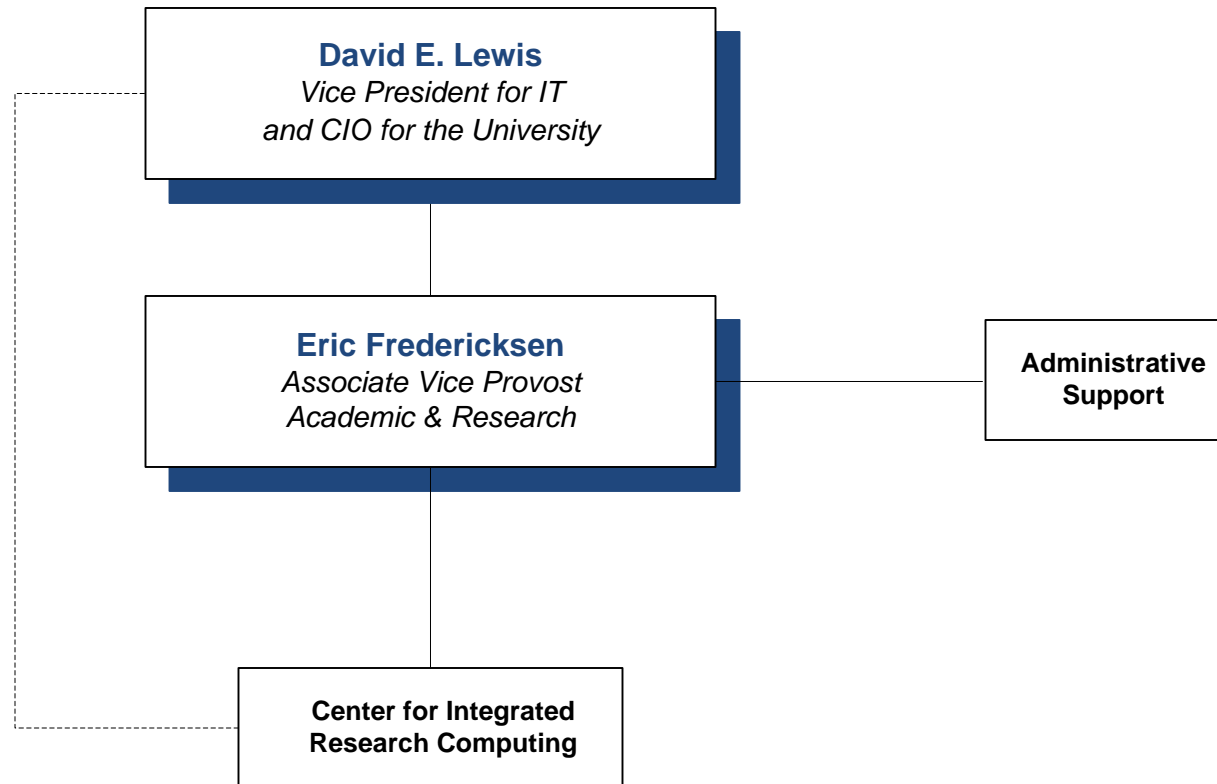 David E. Lewis
Vice President for IT
and CIO for the University
Eric Fredericksen
Associate Vice Provost
Academic & Research
Administrative
Support
Center for Integrated
Research Computing